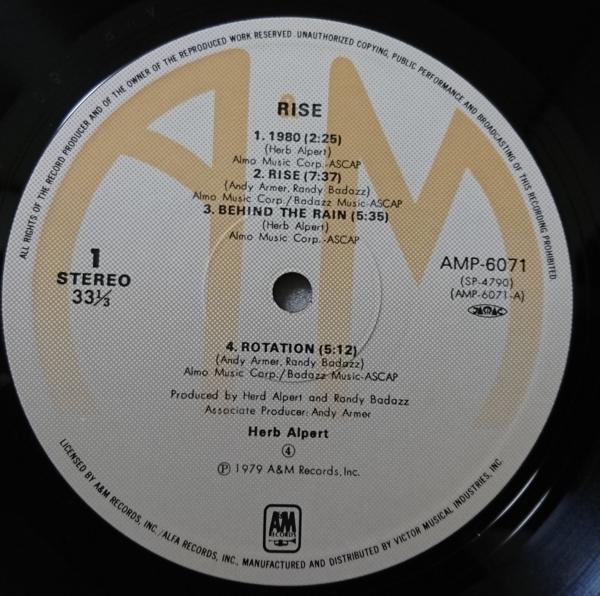 ALL RIGHTS OF THE RECORD PRODUCER AND OF THE OWNER OF THE REPRODUCED WORK RESERVED. UNAUTHORIZED COPYING, PUBLIC PERFORMANCE AND BROADCASTING OF THIS RECORDING PROHIBITED
RISE
1. 1980 (2:25)
(Herb Alpert)
Almo Music Corp.-ASCAP
2. RISE (7:37)
(Andy Armer, Randy Badazz)
Almo Music Corp./Badazz Music-ASCAP
3. BEHIND THE RAIN (5:35)
(Herb Alpert)
Almo Music Corp.-ASCAP
1
STEREO
33⅓
AMP-6071
(SP-4790)
(AMP-6071-A)
JASRAC
4. ROTATION (5:12)
(Andy Armer, Randy Badazz)
Almo Music Corp./Badazz Music-ASCAP
Produced by Herd Alpert and Randy Badazz
Associate Producer: Andy Armer
Herb Alpert
④
Ⓟ 1979 A&M Records, Inc.
A&M
RECORDS
LICENSED BY A&M RECORDS, INC./ALFA RECORDS, INC., MANUFACTURED AND DISTRIBUTED BY VICTOR MUSICAL INDUSTRIES, INC.